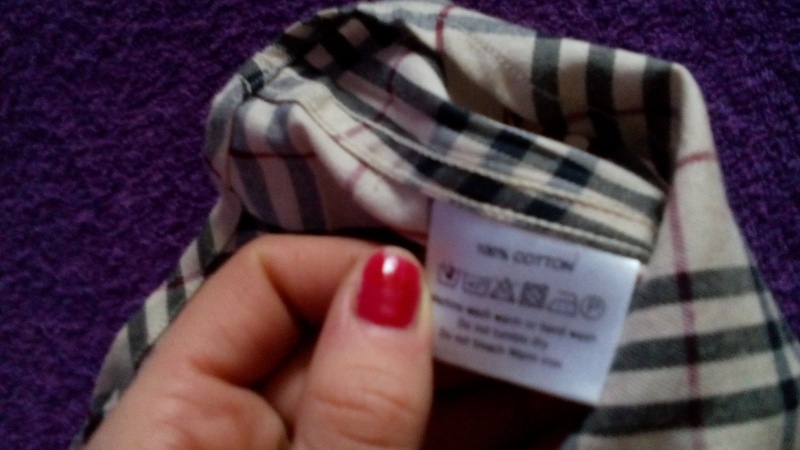 100% COTTON
Machine wash warm or hand wash
Do not tumble dry
Do not bleach Warm iron